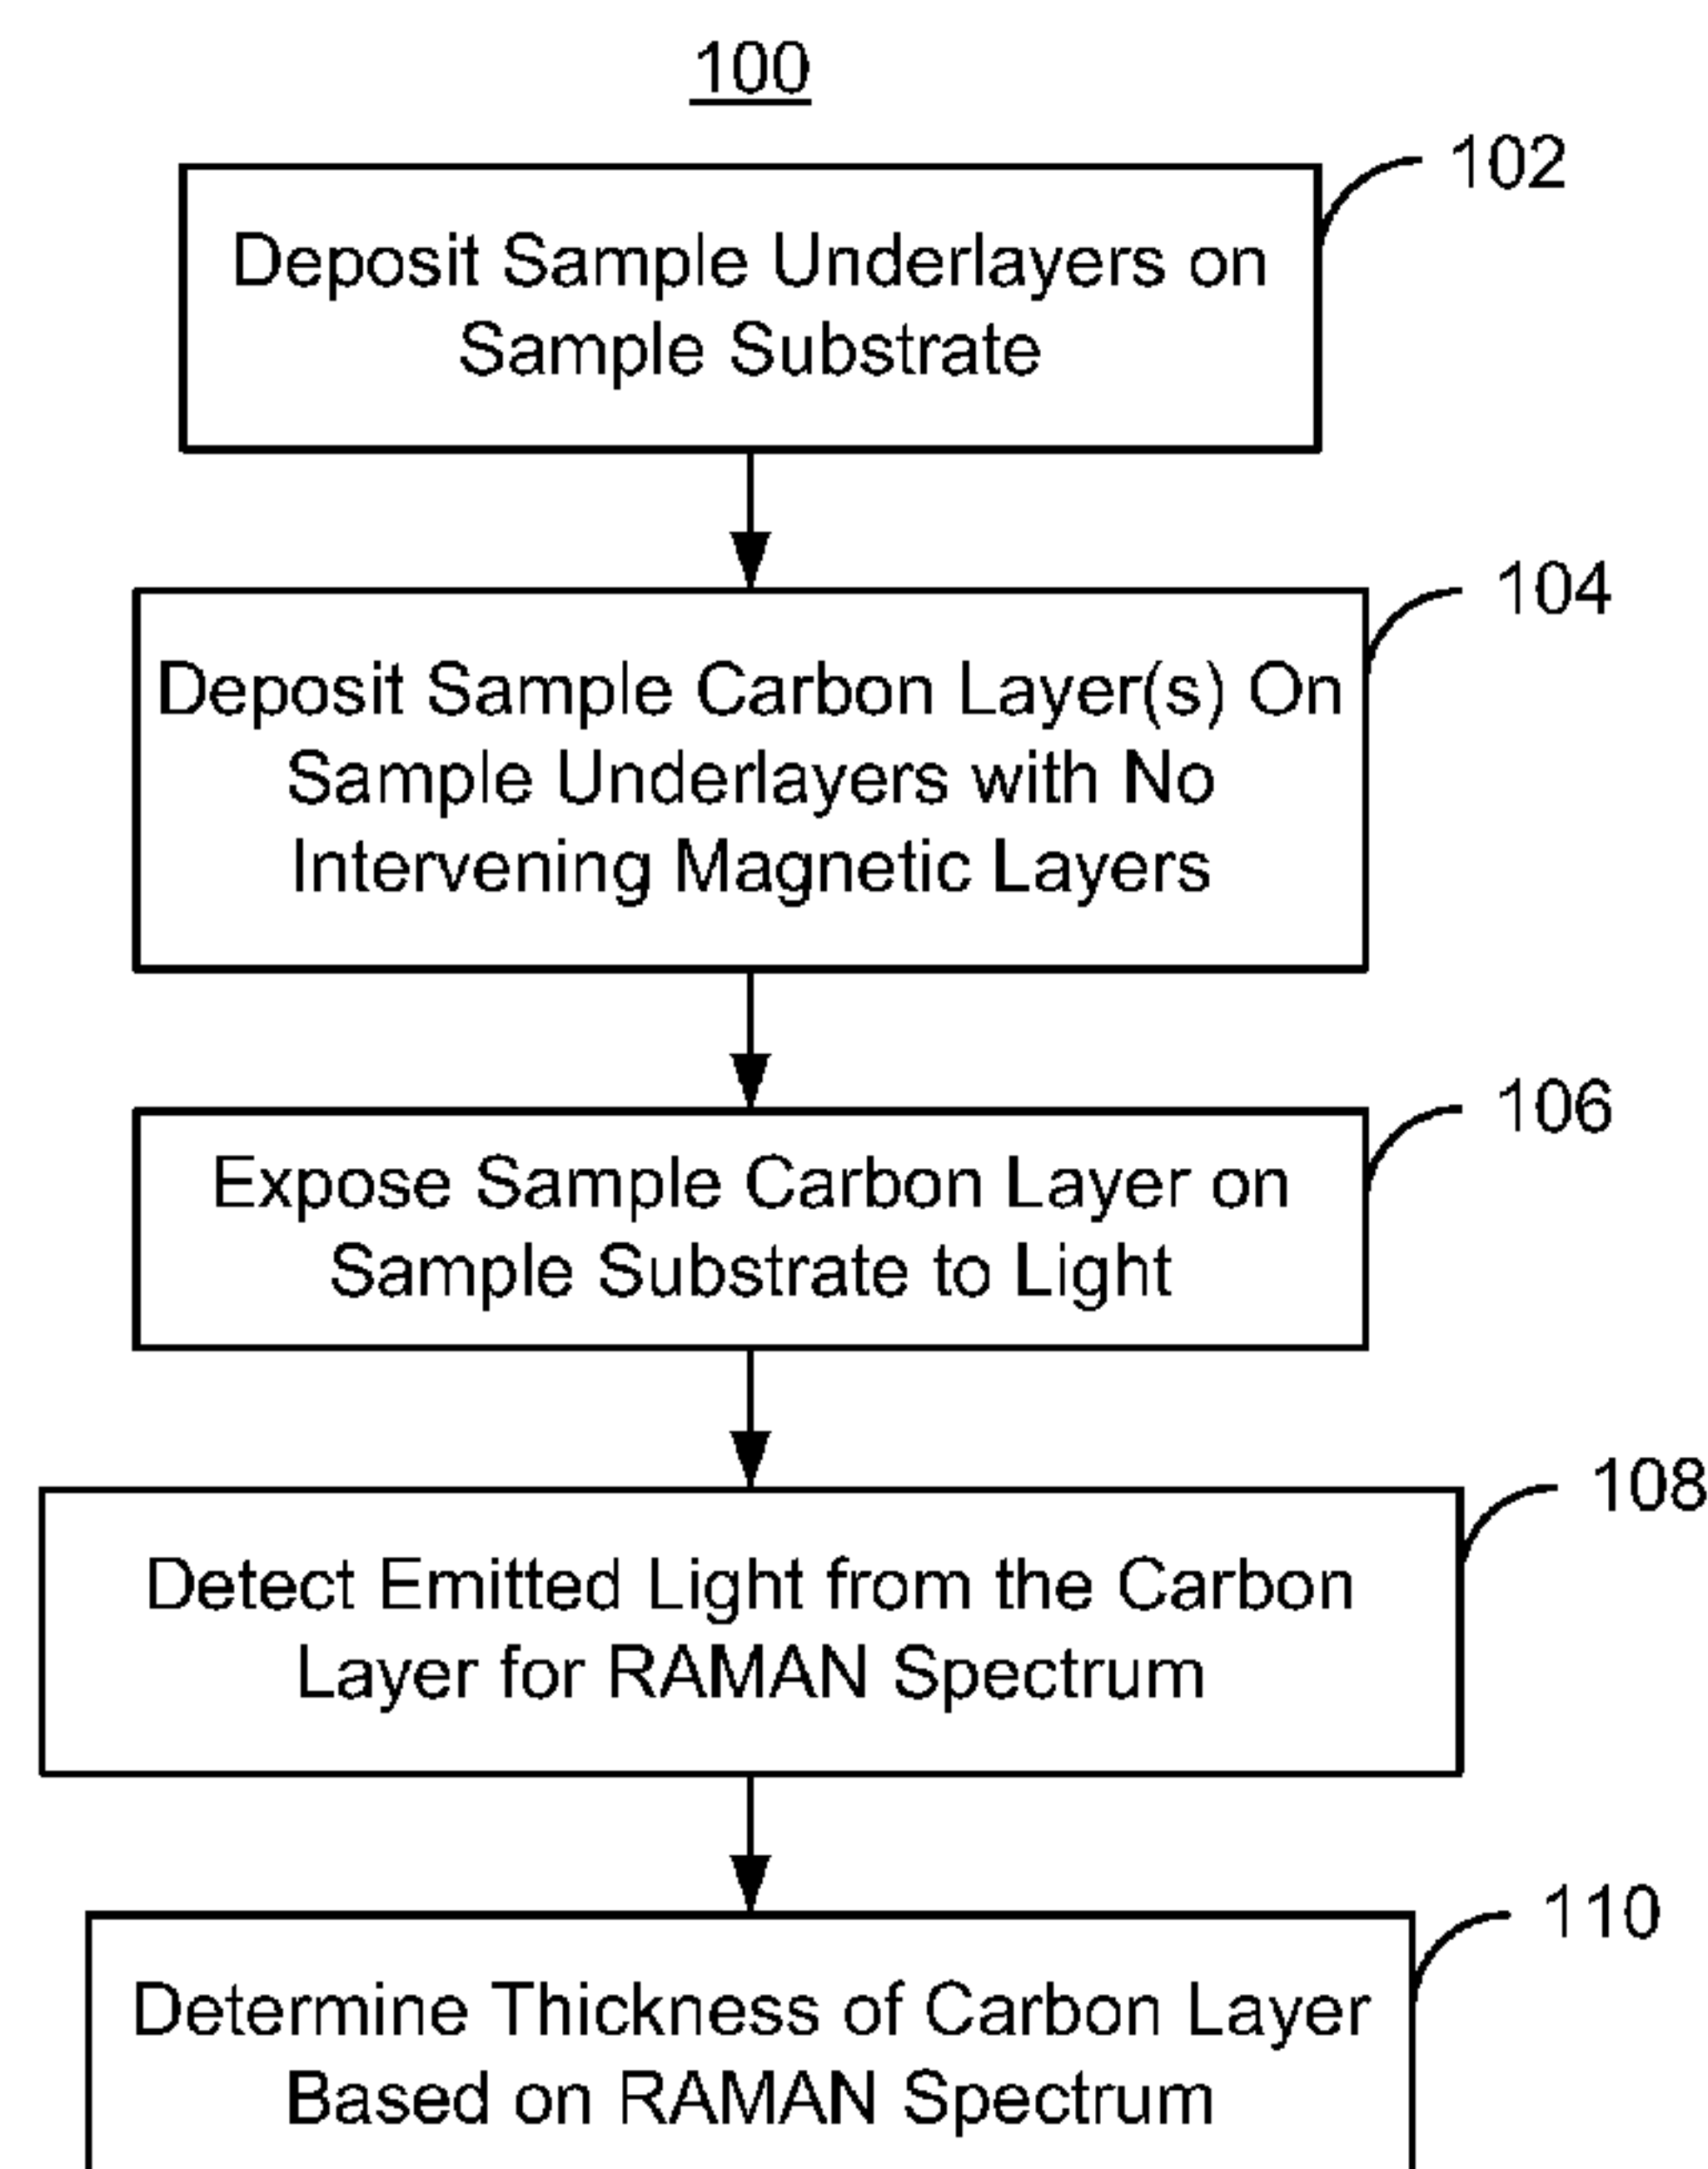 100
102
Deposit Sample Underlayers on
Sample Substrate
104
Deposit Sample Carbon Layer(s) On
Sample Underlayers with No
Intervening Magnetic Layers
106
Expose Sample Carbon Layer on
Sample Substrate to Light
108
Detect Emitted Light from the Carbon
Layer for RAMAN Spectrum
110
Determine Thickness of Carbon Layer
Based on RAMAN Spectrum